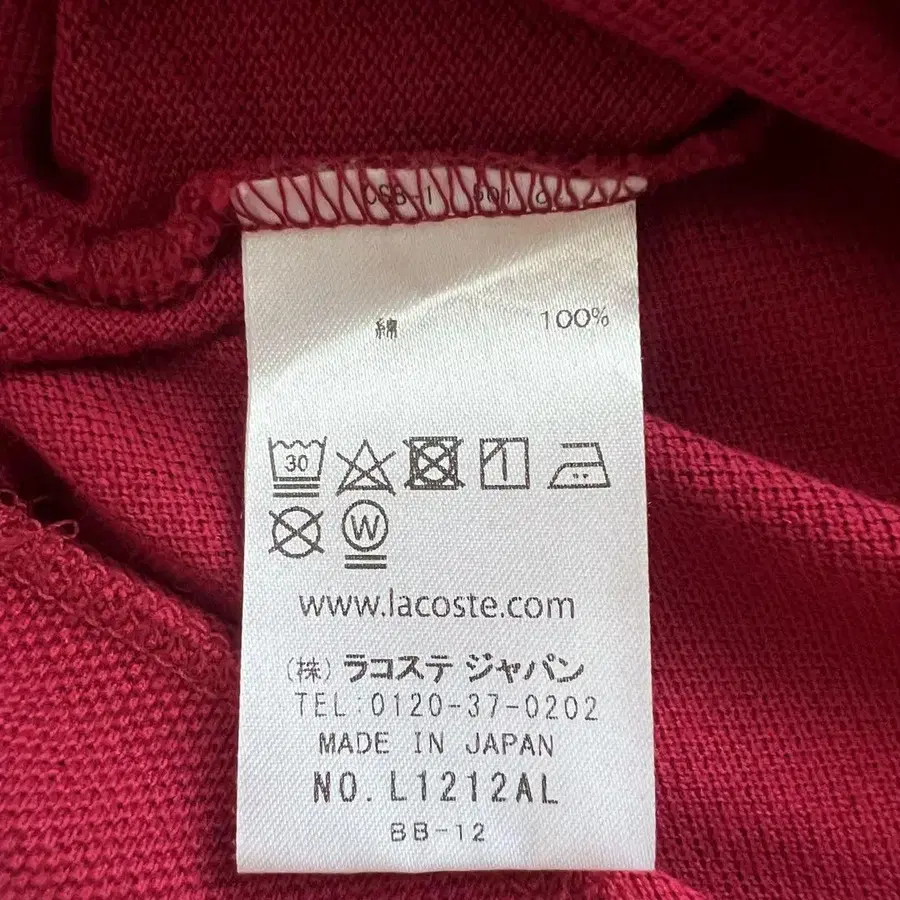 綿 100%
30
W
www.lacoste.com
(株) ラコステ ジャパン
TEL:0120-37-0202
MADE IN JAPAN
NO. L1212AL
BB-12